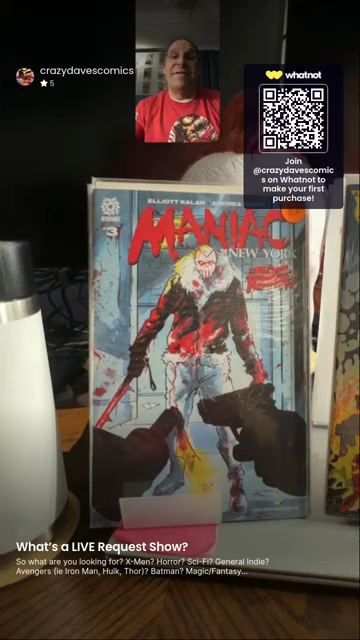 crazydavescomics
5
whatnot
Join
@crazydavescomic
s on Whatnot to
make your first
purchase!
ELLIOTT KALAN
ANDREA
#3
MANIAC
NEW YORK
What's a LIVE Request Show?
So what are you looking for? X-Men? Horror? Sci-Fi? General Indie?
Avengers (ie Iron Man, Hulk, Thor)? Batman? Magic/Fantasy...